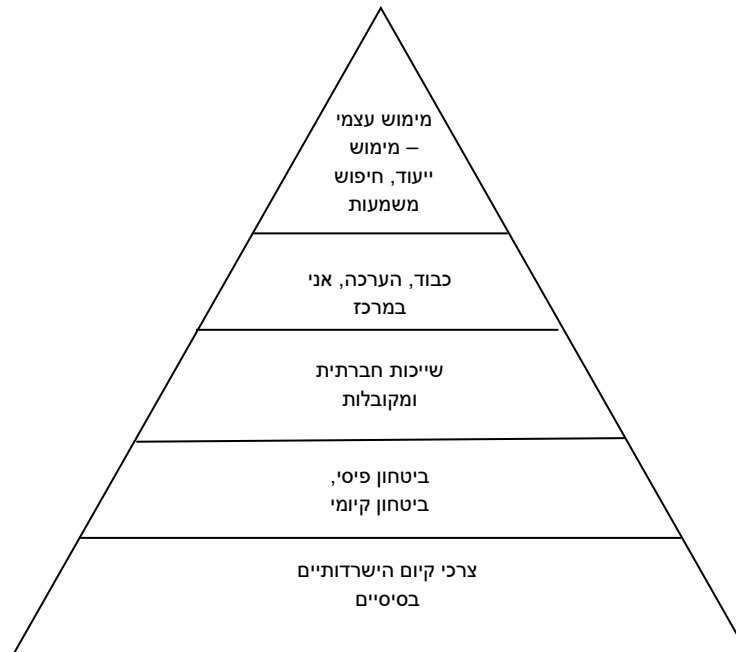 מימוש עצמי
– מימוש
ייעוד, חיפוש
משמעות
כבוד, הערכה, אני
במרכז
שייכות חברתית
ומקובלות
ביטחון פיסי,
ביטחון קיומי
צרכי קיום הישרדותיים
בסיסיים